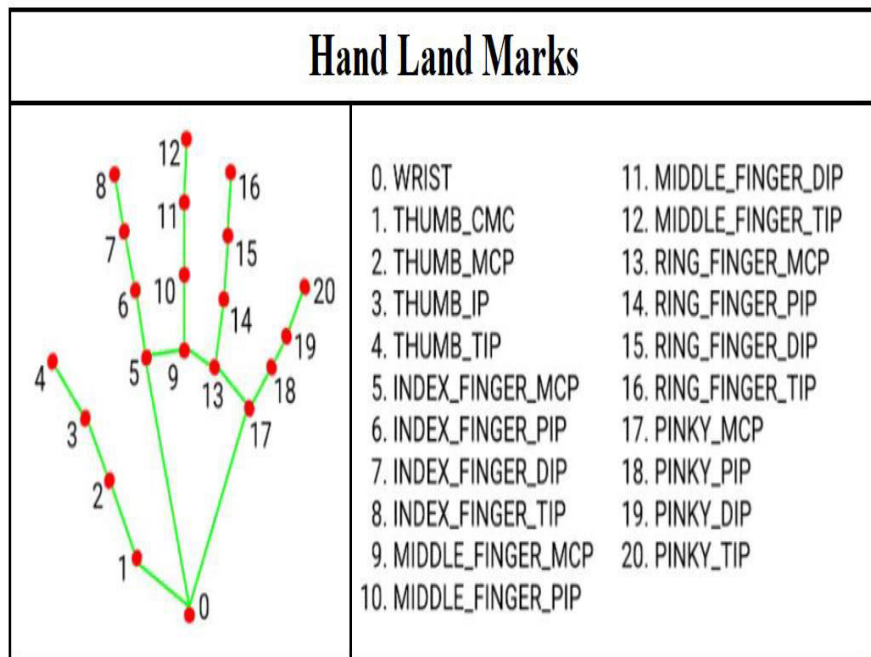 Hand Land Marks
12
8
16
11
7
15
6
10
14
20
4
5
9
13
19
18
3
17
2
1
0
0. WRIST
1. THUMB_CMC
2. THUMB_MCP
3. THUMB_IP
4. THUMB_TIP
5. INDEX_FINGER_MCP
6. INDEX_FINGER_PIP
7. INDEX_FINGER_DIP
8. INDEX_FINGER_TIP
9. MIDDLE_FINGER_MCP
10. MIDDLE_FINGER_PIP
11. MIDDLE_FINGER_DIP
12. MIDDLE_FINGER_TIP
13. RING_FINGER_MCP
14. RING_FINGER_PIP
15. RING_FINGER_DIP
16. RING_FINGER_TIP
17. PINKY_MCP
18. PINKY_PIP
19. PINKY_DIP
20. PINKY_TIP